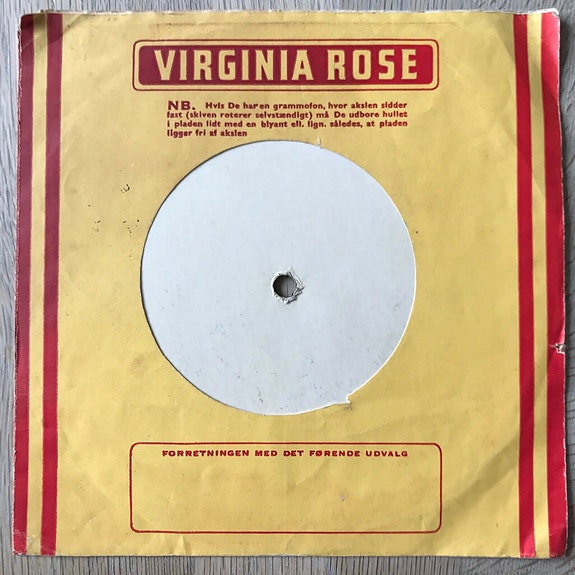 VIRGINIA ROSE
NB. Hvis De har en grammofon, hvor akslen sidder
fast (skiven roterer selvstændigt) må De udbore hullet
i pladen lidt med en blyant ell. lign. således, at pladen
ligger fri af akslen
FORRETNINGEN MED DET FØRENDE UDVALG